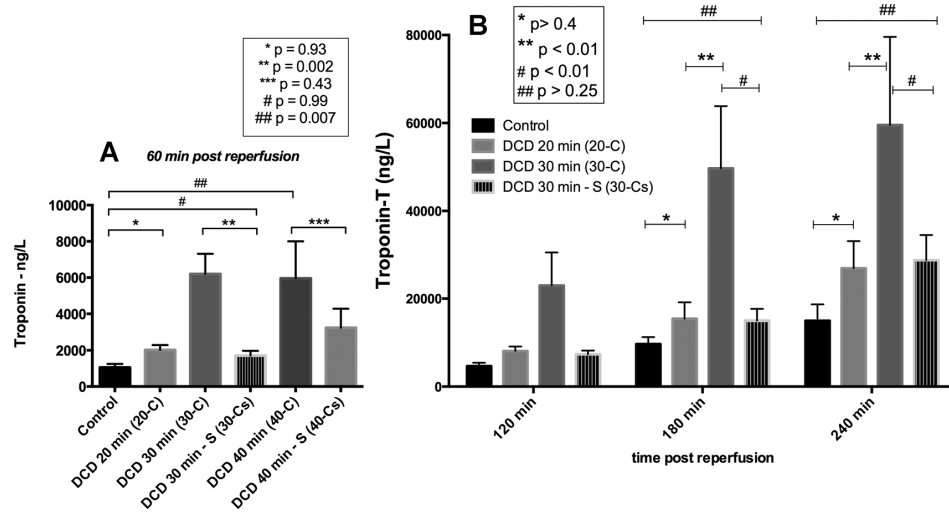 * p = 0.93
** p = 0.002
*** p = 0.43
# p = 0.99
## p = 0.007
A
60 min post reperfusion
##
#
*
**
***
Troponin - ng/L
10000
8000
6000
4000
2000
0
Control
DCD 20 min (20-C)
DCD 30 min (30-C)
DCD 30 min - S (30-Cs)
DCD 40 min (40-C)
DCD 40 min - S (40-Cs)
B
* p> 0.4
** p < 0.01
# p < 0.01
## p > 0.25
Control
DCD 20 min (20-C)
DCD 30 min (30-C)
DCD 30 min - S (30-Cs)
##
**
#
*
##
**
#
*
Troponin-T (ng/L)
80000
60000
40000
20000
0
120 min
180 min
240 min
time post reperfusion